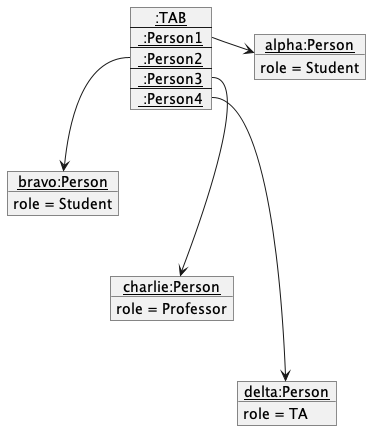 :TAB
:Person1
:Person2
:Person3
:Person4
alpha:Person
role = Student
bravo:Person
role = Student
charlie:Person
role = Professor
delta:Person
role = TA